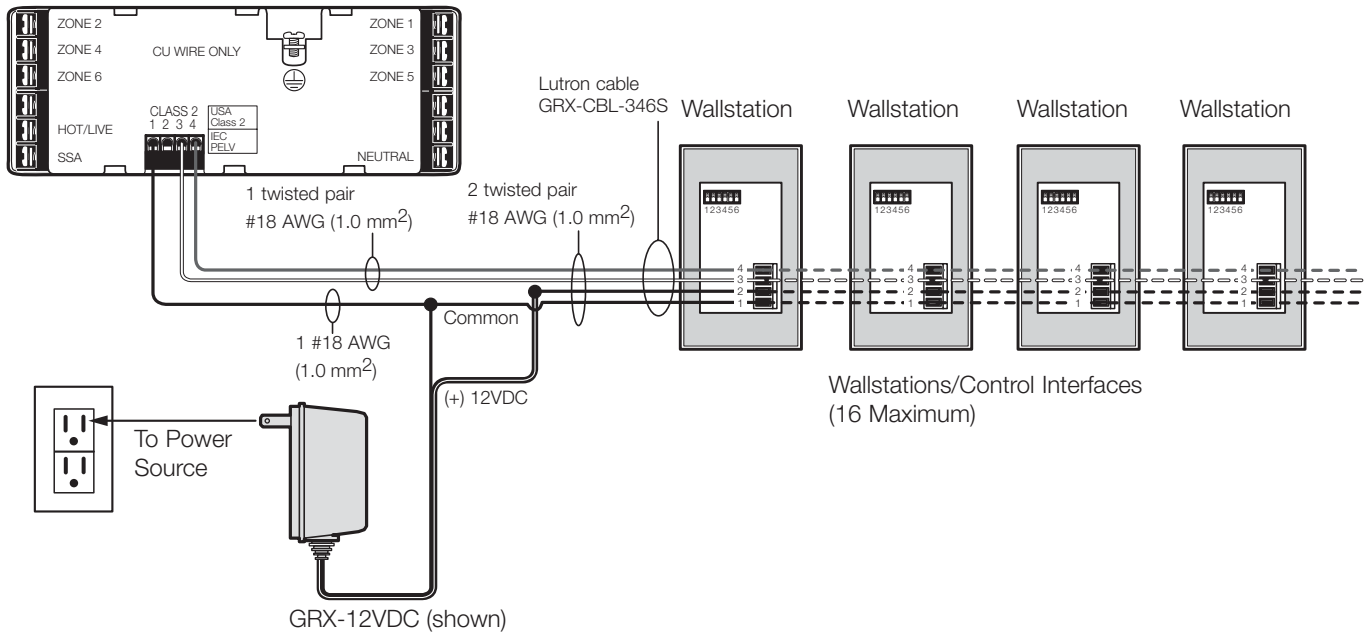 ZONE 2
ZONE 4
ZONE 6
HOT/LIVE
SSA
CU WIRE ONLY
CLASS 2
1 2 3 4
USA
Class 2
IEC
PELV
ZONE 1
ZONE 3
ZONE 5
NEUTRAL
Lutron cable
GRX-CBL-346S
Wallstation
Wallstation
Wallstation
Wallstation
1 twisted pair
#18 AWG (1.0 mm²)
2 twisted pair
#18 AWG (1.0 mm²)
123456
123456
123456
123456
4
3
2
1
4
3
2
1
4
3
2
1
4
3
2
1
Common
1 #18 AWG
(1.0 mm²)
(+) 12VDC
Wallstations/Control Interfaces
(16 Maximum)
To Power
Source
GRX-12VDC (shown)